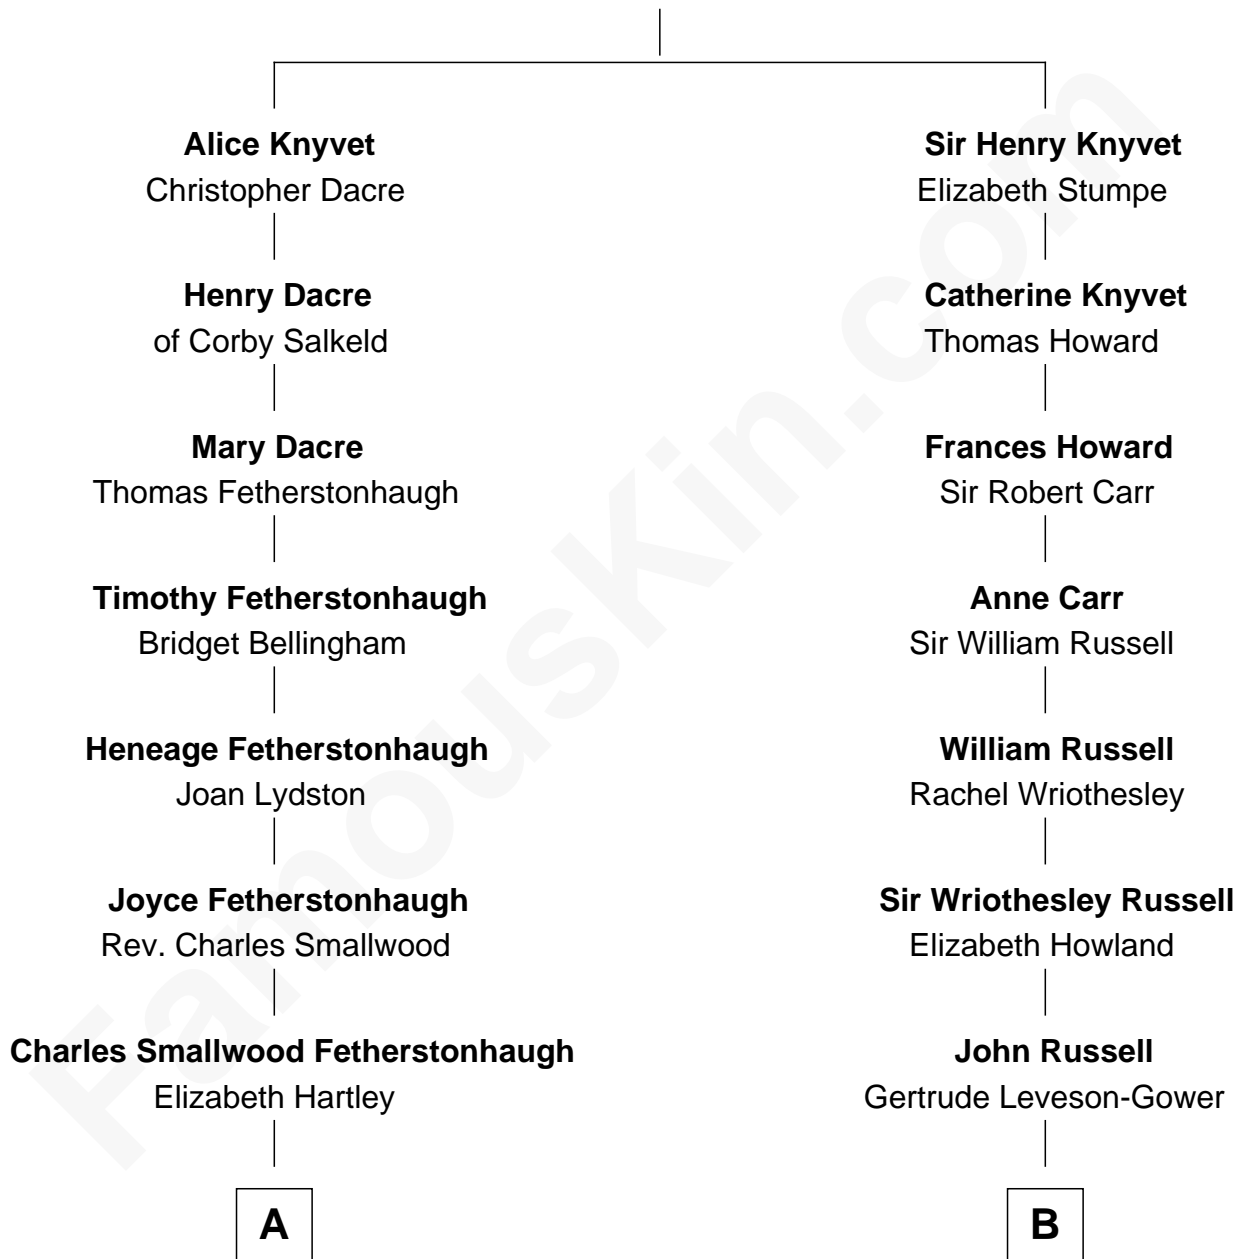 Alice Knyvet
Christopher Dacre
Henry Dacre
of Corby Salkeld
Mary Dacre
Thomas Fetherstonhaugh
Timothy Fetherstonhaugh
Bridget Bellingham
Heneage Fetherstonhaugh
Joan Lydston
Joyce Fetherstonhaugh
Rev. Charles Smallwood
Charles Smallwood Fetherstonhaugh
Elizabeth Hartley
A
Sir Henry Knyvet
Elizabeth Stumpe
Catherine Knyvet
Thomas Howard
Frances Howard
Sir Robert Carr
Anne Carr
Sir William Russell
William Russell
Rachel Wriothesley
Sir Wriothesley Russell
Elizabeth Howland
John Russell
Gertrude Leveson-Gower
B
FamousKin.com